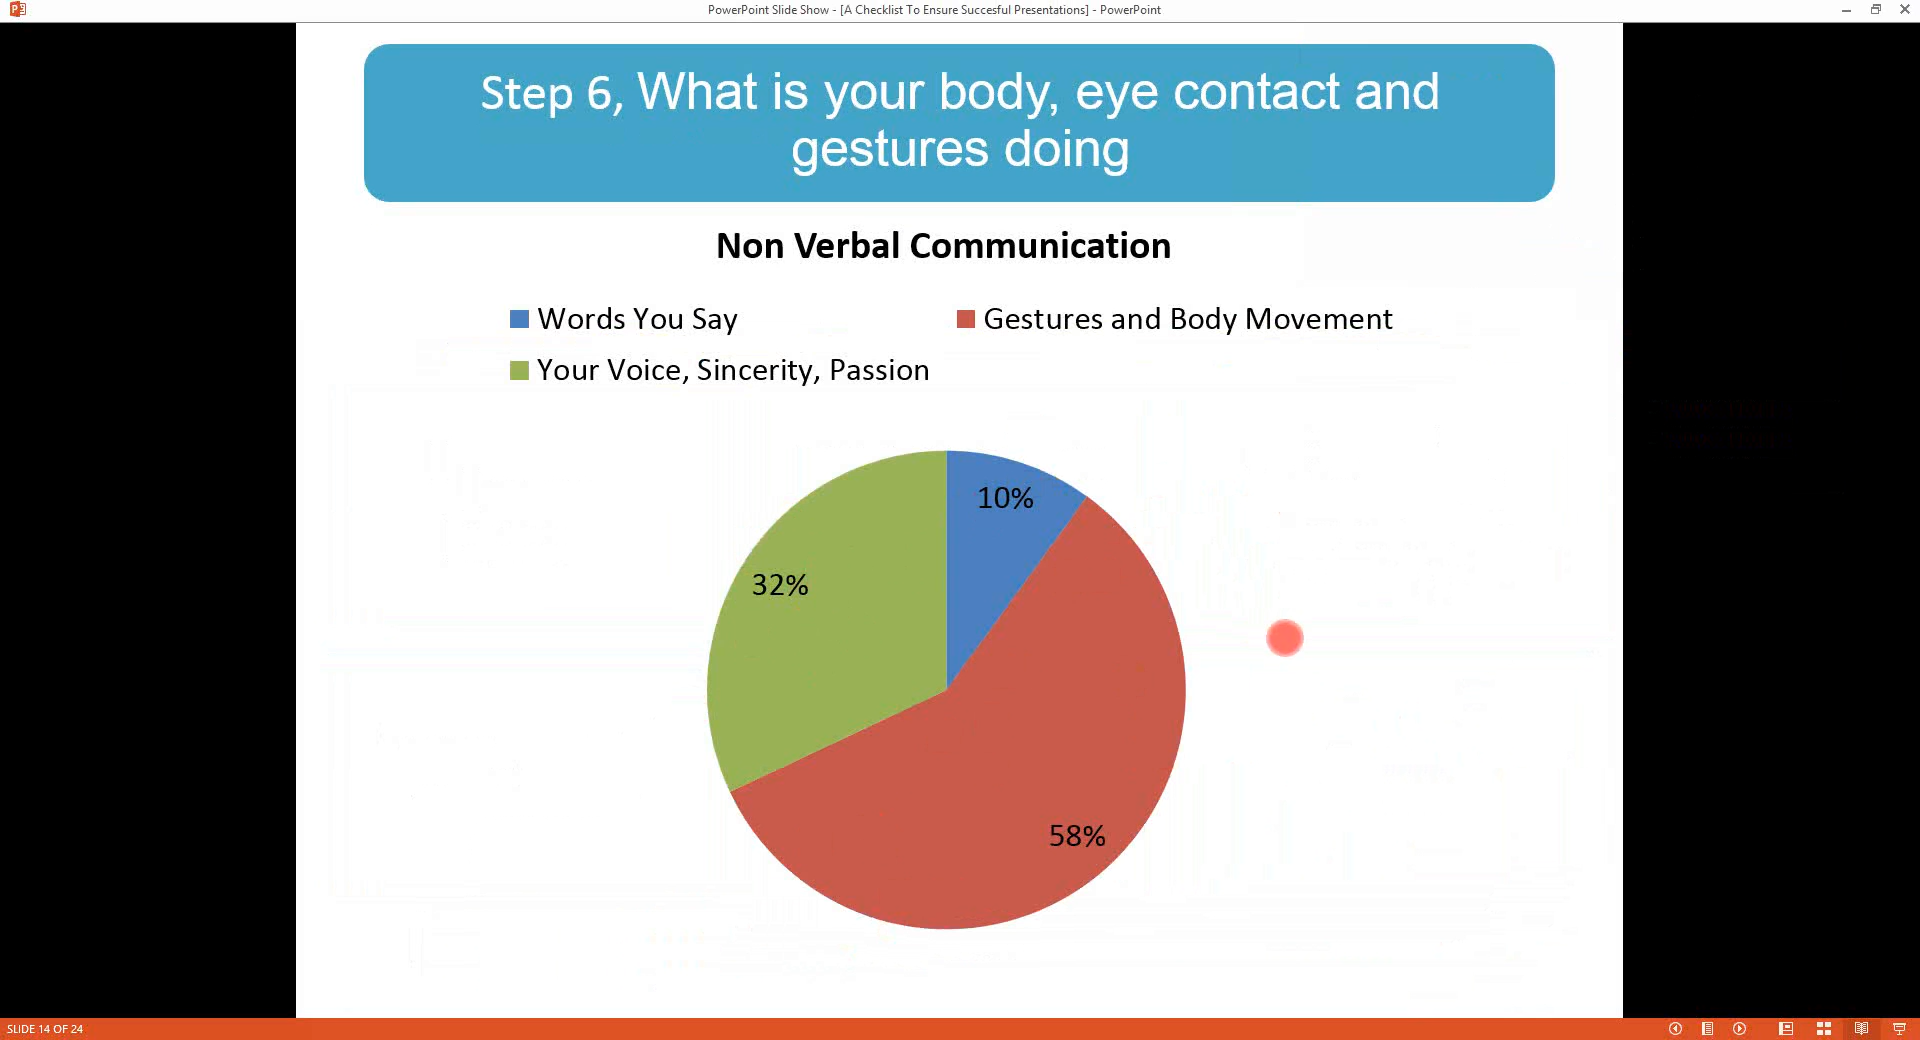 PowerPoint Slide Show - [A Checklist To Ensure Succesful Presentations] - PowerPoint
Step 6, What is your body, eye contact and
gestures doing
Non Verbal Communication
Words You Say
Gestures and Body Movement
Your Voice, Sincerity, Passion
10%
32%
58%
SLIDE 14 OF 24